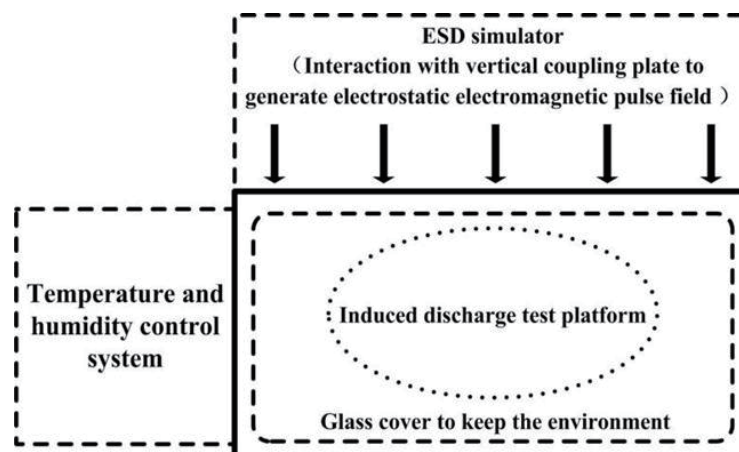 ESD simulator
（Interaction with vertical coupling plate to
generate electrostatic electromagnetic pulse field ）
Temperature and
humidity control
system
Induced discharge test platform
Glass cover to keep the environment